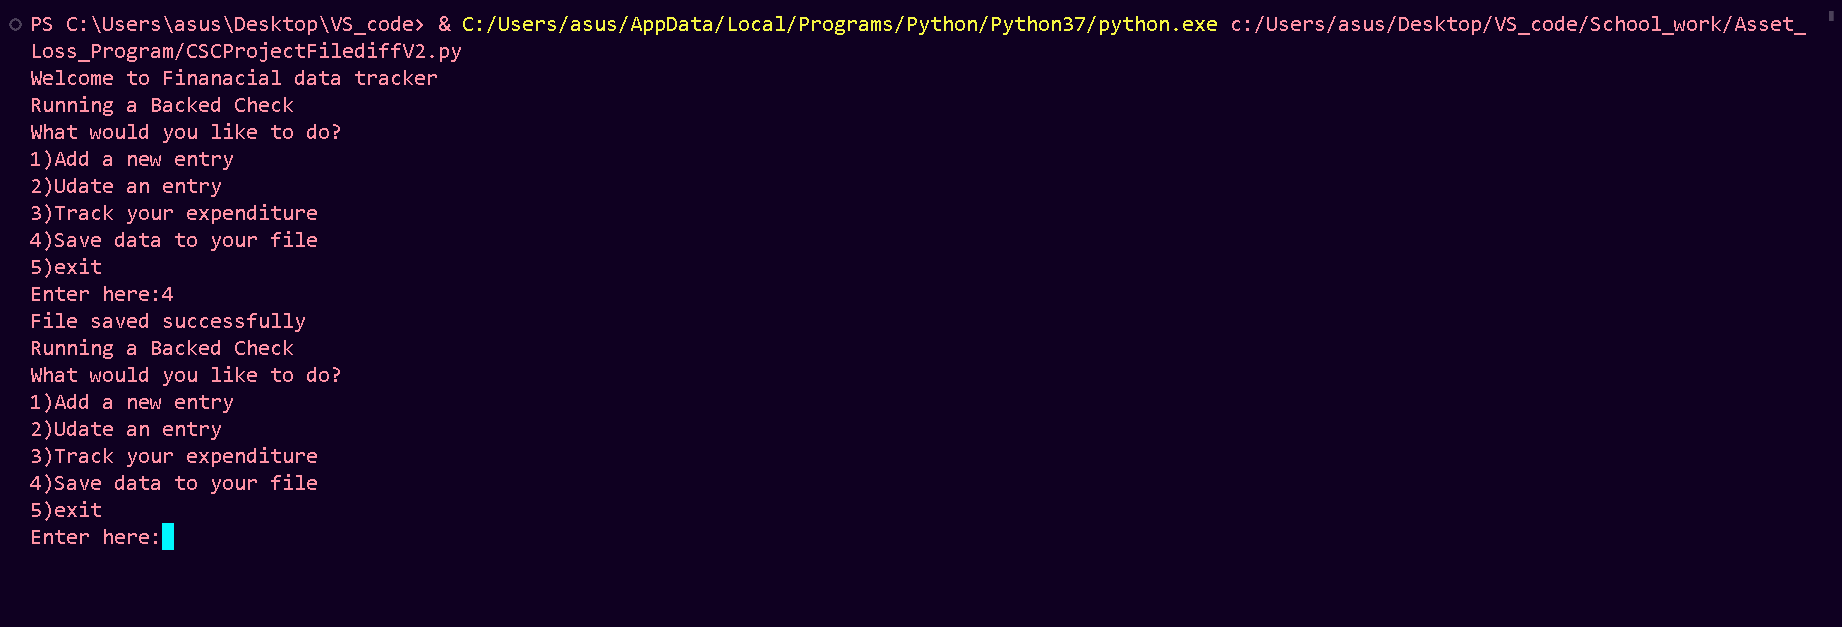 PS C:\Users\asus\Desktop\VS_code> & C:/Users/asus/AppData/Local/Programs/Python/Python37/python.exe c:/Users/asus/Desktop/VS_code/School_work/Asset_
Loss_Program/CSCProjectFilediffV2.py
Welcome to Finanacial data tracker
Running a Backed Check
What would you like to do?
1)Add a new entry
2)Udate an entry
3)Track your expenditure
4)Save data to your file
5)exit
Enter here:4
File saved successfully
Running a Backed Check
What would you like to do?
1)Add a new entry
2)Udate an entry
3)Track your expenditure
4)Save data to your file
5)exit
Enter here: